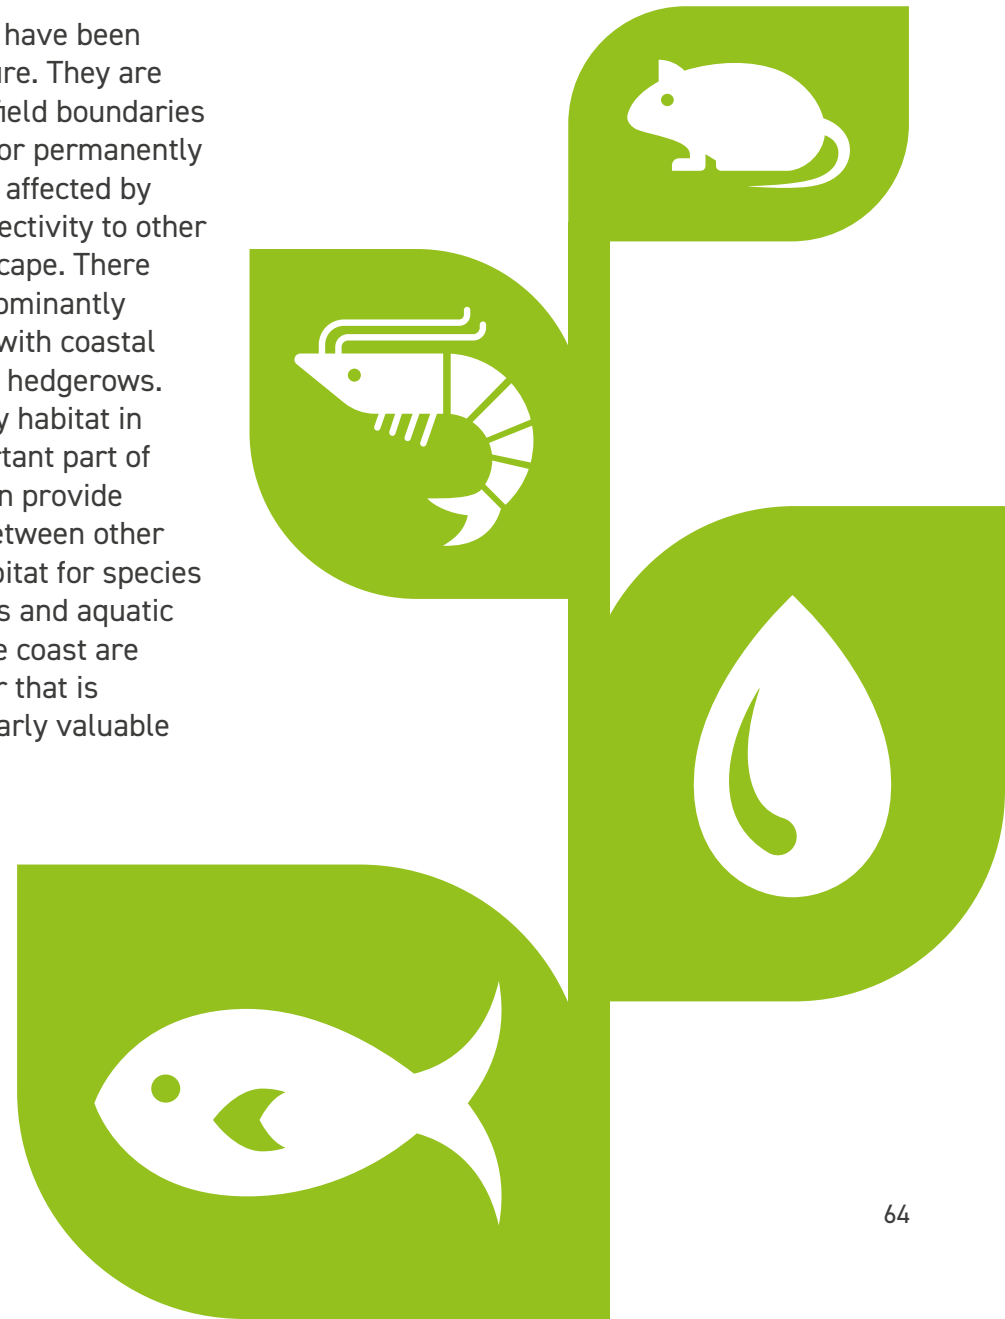 have been
ure. They are
field boundaries
or permanently
affected by
ectivity to other
cape. There
ominantly
with coastal
hedgerows.
y habitat in
rtant part of
n provide
etween other
bitat for species
s and aquatic
e coast are
r that is
arly valuable
64